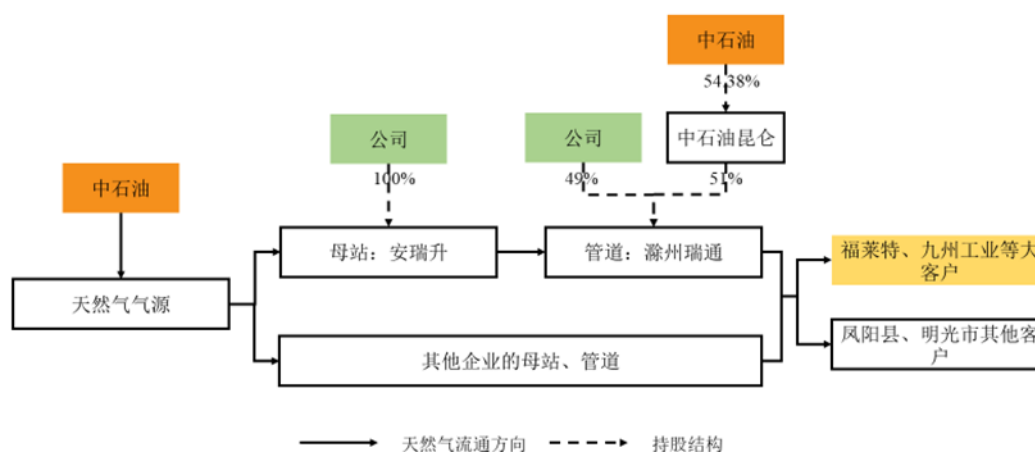 中石油
54.38%
公司
公司
中石油昆仑
100%
49%
51%
中石油
母站：安瑞升
管道：滁州瑞通
福莱特、九州工业等大
客户
天然气气源
凤阳县、明光市其他客
户
其他企业的母站、管道
天然气流通方向
持股结构